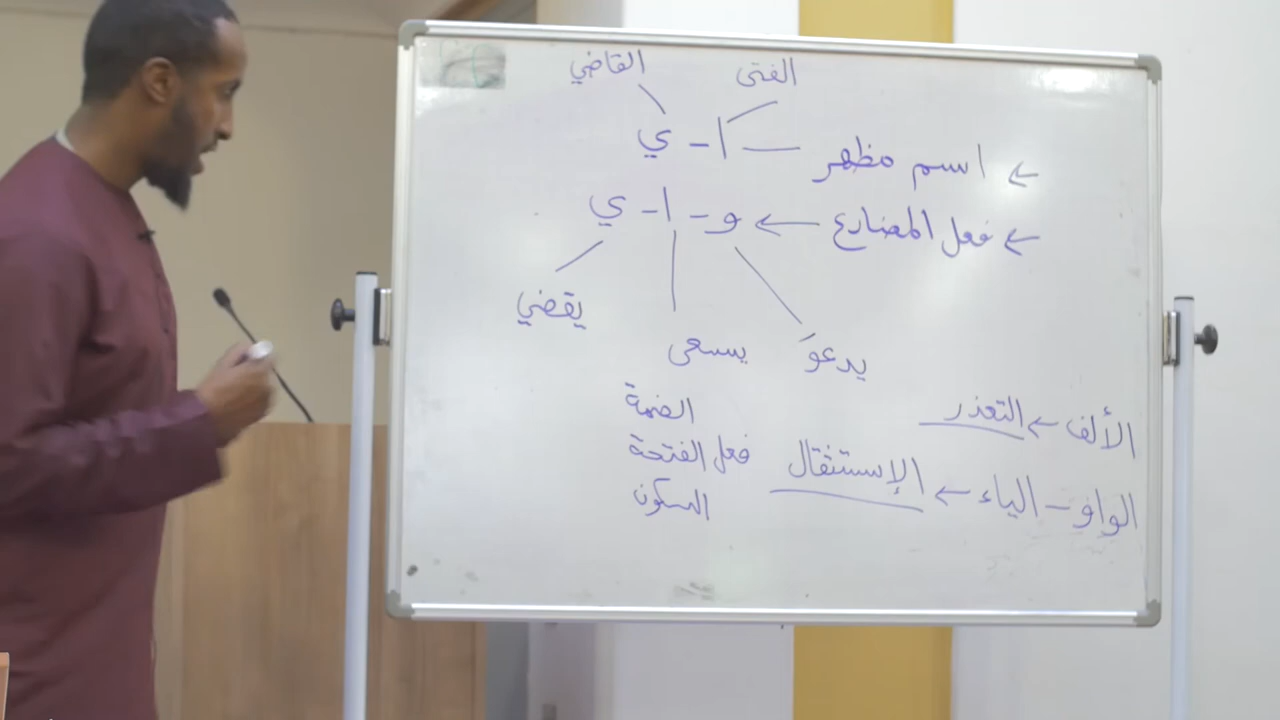 الفتى القاضي
← اسم مظهر — ا - ي
← فعل المضارع ← و - ا - ي
يقضي
يدعوَ يسعى
الألف ← التعذر
الواو - الياء ← الإستثقال
الضمة
فعل الفتحة
السكون